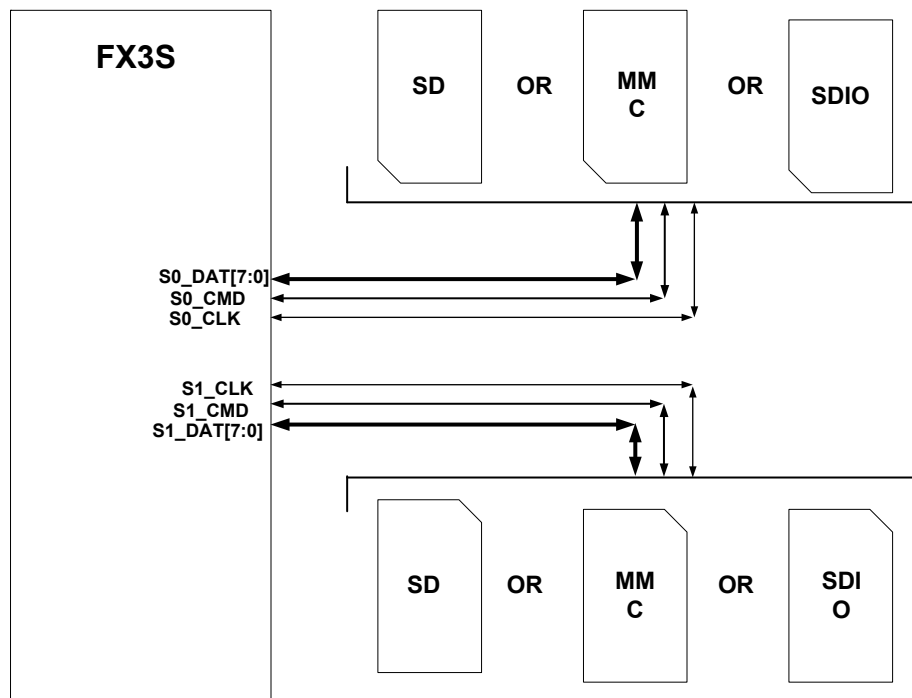 FX3S
SD OR MM
C OR SDIO
S0_DAT[7:0]
S0_CMD
S0_CLK
S1_CLK
S1_CMD
S1_DAT[7:0]
SD OR MM
C OR SDI
O